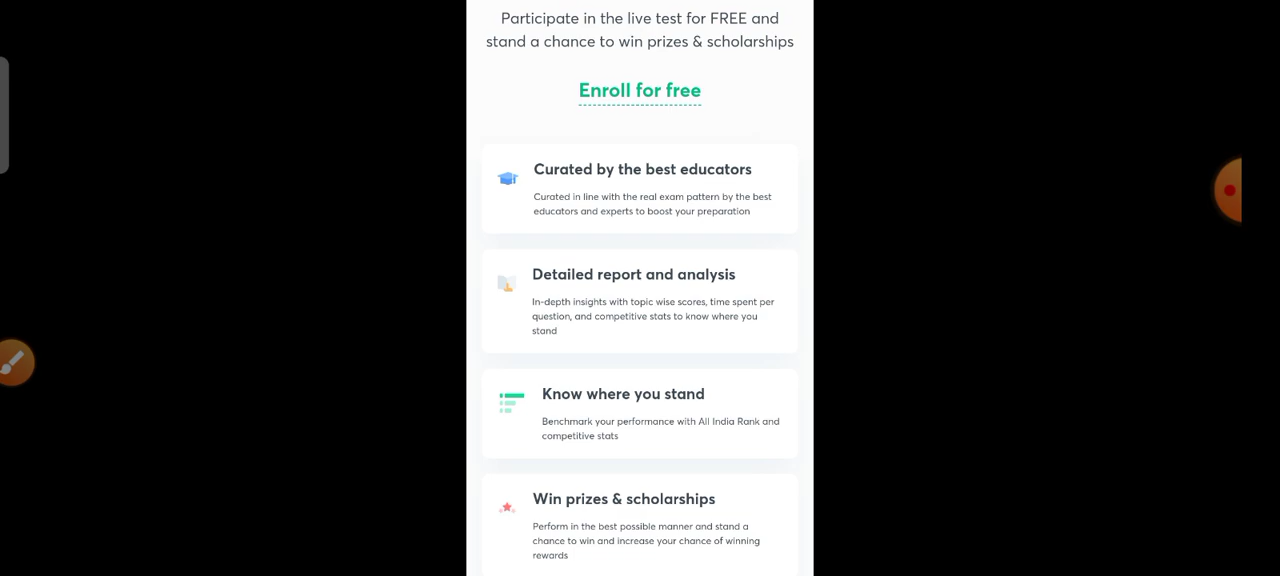 Participate in the live test for FREE and
stand a chance to win prizes & scholarships
Enroll for free
Curated by the best educators
Curated in line with the real exam pattern by the best
educators and experts to boost your preparation
Detailed report and analysis
In-depth insights with topic wise scores, time spent per
question, and competitive stats to know where you
stand
Know where you stand
Benchmark your performance with All India Rank and
competitive stats
Win prizes & scholarships
Perform in the best possible manner and stand a
chance to win and increase your chance of winning
rewards